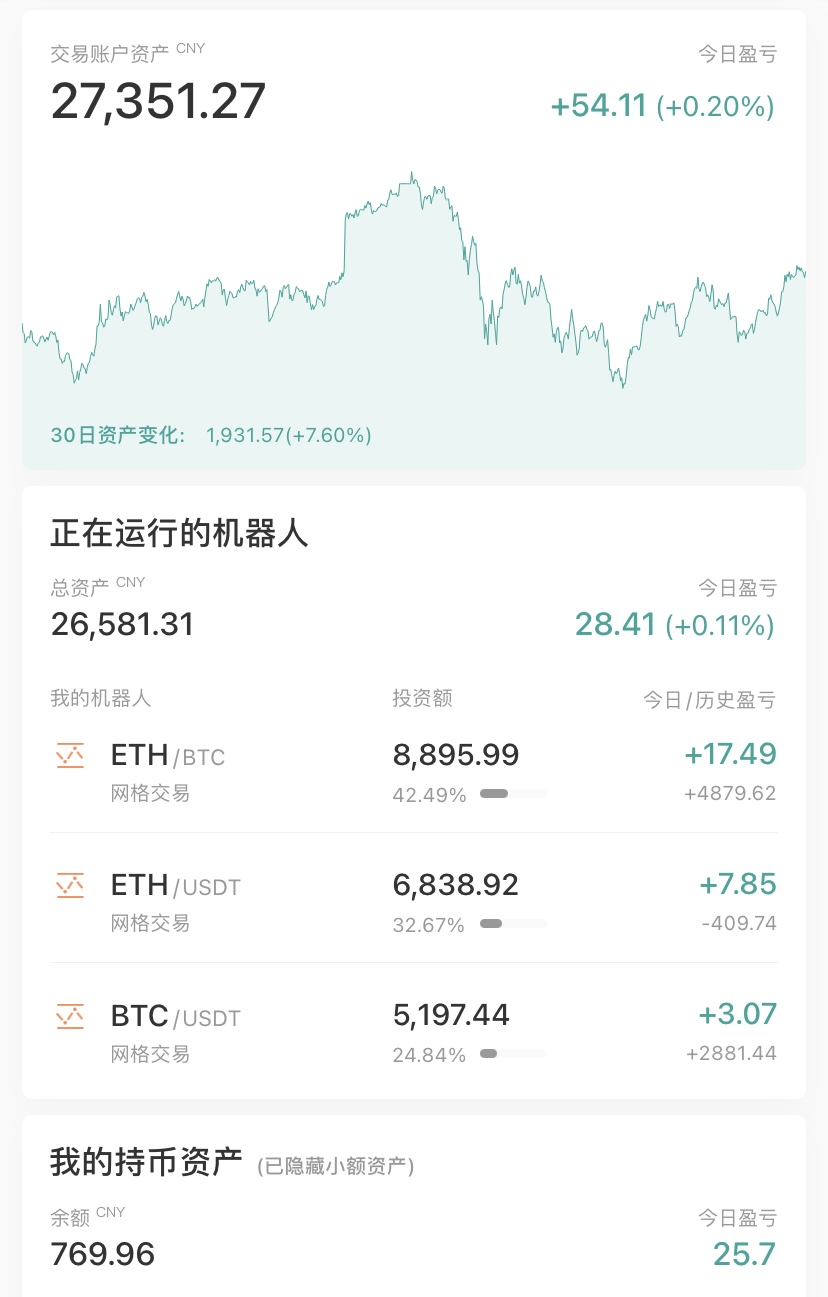 交易账户资产 CNY 今日盈亏
27,351.27 +54.11 (+0.20%)
30日资产变化: 1,931.57(+7.60%)
正在运行的机器人
总资产 CNY 今日盈亏
26,581.31 28.41 (+0.11%)
我的机器人 投资额 今日/历史盈亏
ETH/BTC 8,895.99 +17.49
网格交易 42.49% +4879.62
ETH/USDT 6,838.92 +7.85
网格交易 32.67% -409.74
BTC/USDT 5,197.44 +3.07
网格交易 24.84% +2881.44
我的持币资产 (已隐藏小额资产)
余额 CNY 今日盈亏
769.96 25.7